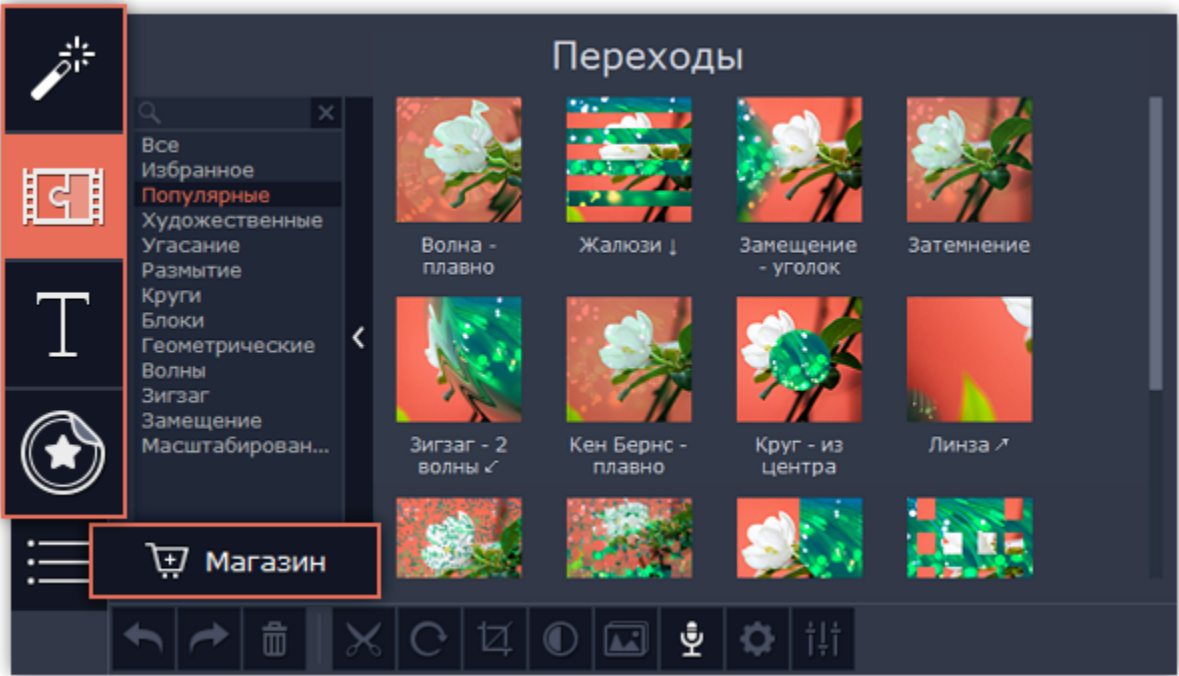 Переходы
Все
Избранное
Популярные
Художественные
Угасание
Размытие
Круги
Блоки
Геометрические
Волны
Зигзаг
Замещение
Масштабирован...
Волна -
плавно
Жалюзи ↓
Замещение
- уголок
Затемнение
Зигзаг - 2
волны ↙
Кен Бернс -
плавно
Круг - из
центра
Линза ↗
Магазин